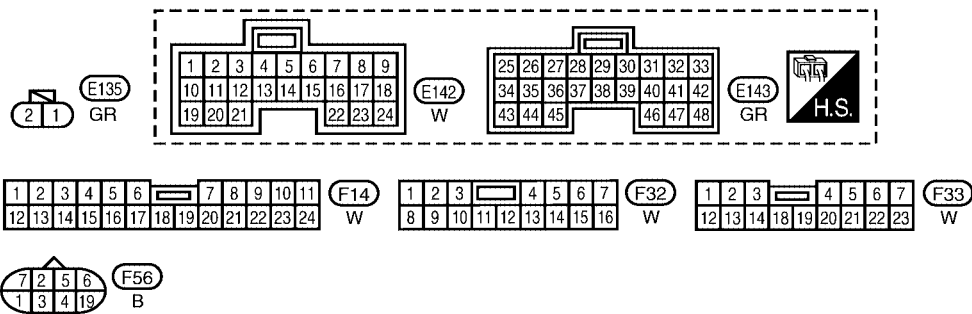 2 1
E135
GR
1 2 3 4 5 6 7 8 9
10 11 12 13 14 15 16 17 18
19 20 21 22 23 24
E142
W
25 26 27 28 29 30 31 32 33
34 35 36 37 38 39 40 41 42
43 44 45 46 47 48
E143
GR
H.S.
1 2 3 4 5 6 7 8 9 10 11
12 13 14 15 16 17 18 19 20 21 22 23 24
F14
W
1 2 3 4 5 6 7
8 9 10 11 12 13 14 15 16
F32
W
1 2 3 4 5 6 7
12 13 14 18 19 20 21 22 23
F33
W
7 2 5 6
1 3 4 19
F56
B